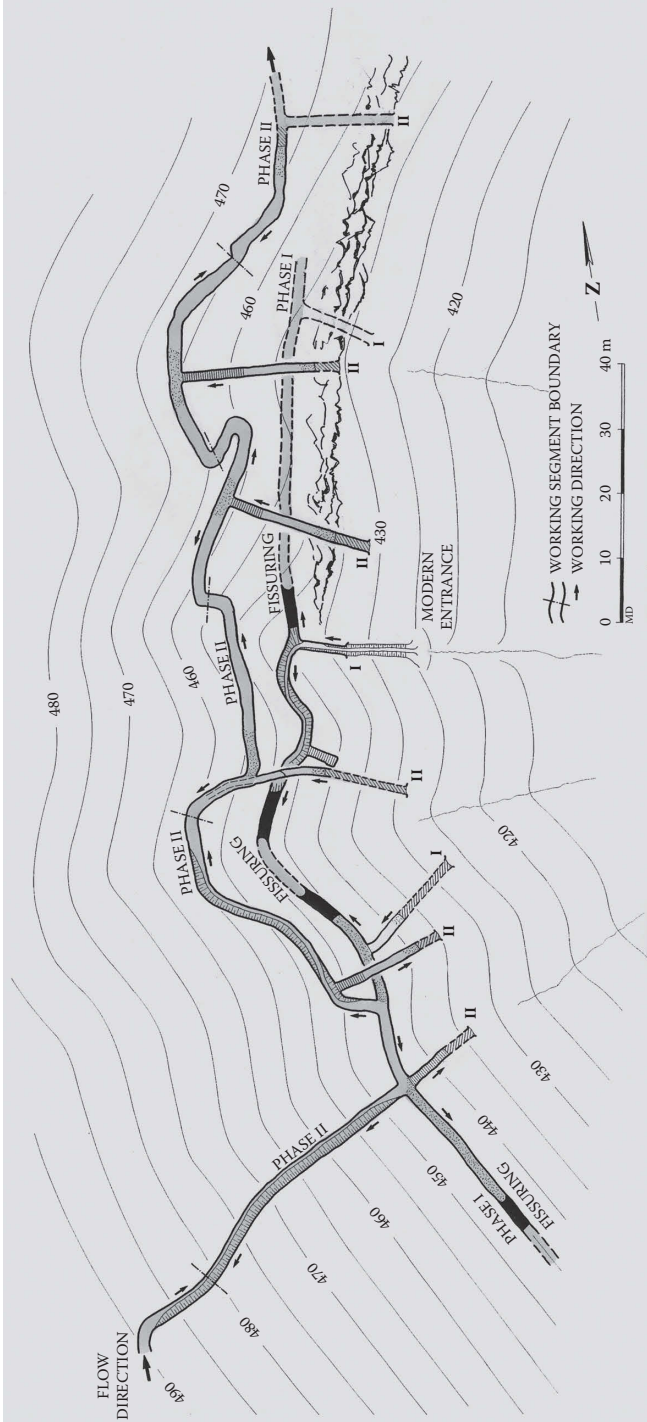 PHASE II
II
470
PHASE I
460
I
420
II
480
470
430
II
FISSURING
MODERN
ENTRANCE
I
PHASE II
460
WORKING SEGMENT BOUNDARY
WORKING DIRECTION
0 10 20 30 40 m
MD
N
II
PHASE II
FISSURING
420
I
II
II
430
PHASE II
440
450
460
470
480
490
PHASE I
FISSURING
FLOW
DIRECTION